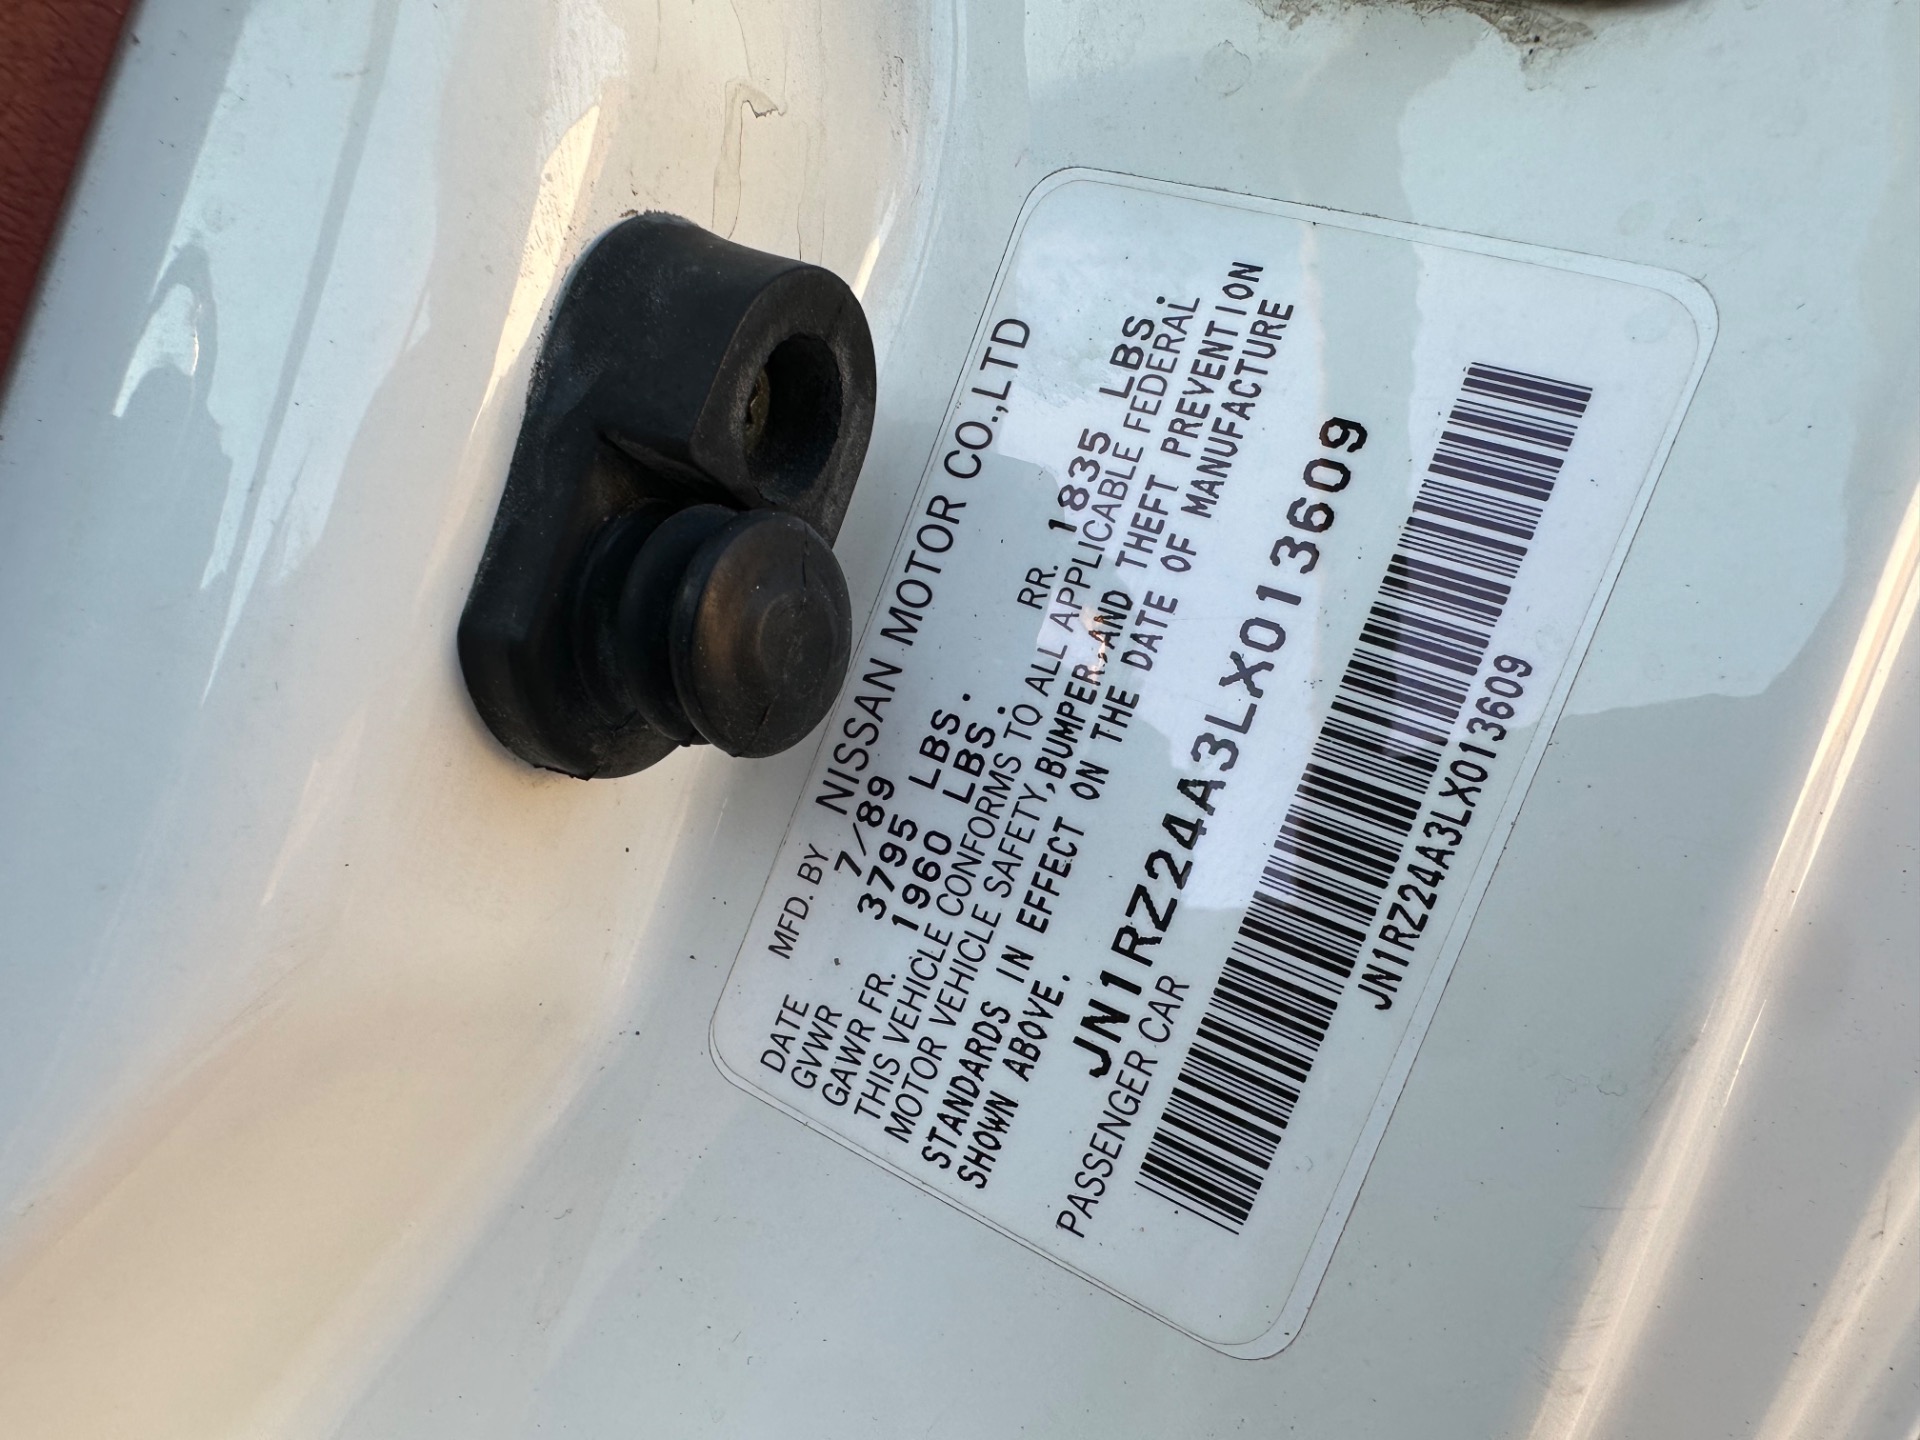 MFD. BY NISSAN MOTOR CO.,LTD
DATE 7/89
GVWR 3795 LBS.
GAWR FR. 1960 LBS. RR. 1835 LBS.
THIS VEHICLE CONFORMS TO ALL APPLICABLE FEDERAL
MOTOR VEHICLE SAFETY,BUMPER,AND THEFT PREVENTION
STANDARDS IN EFFECT ON THE DATE OF MANUFACTURE
SHOWN ABOVE.
JN1RZ24A3LX013609
PASSENGER CAR
JN1RZ24A3LX013609